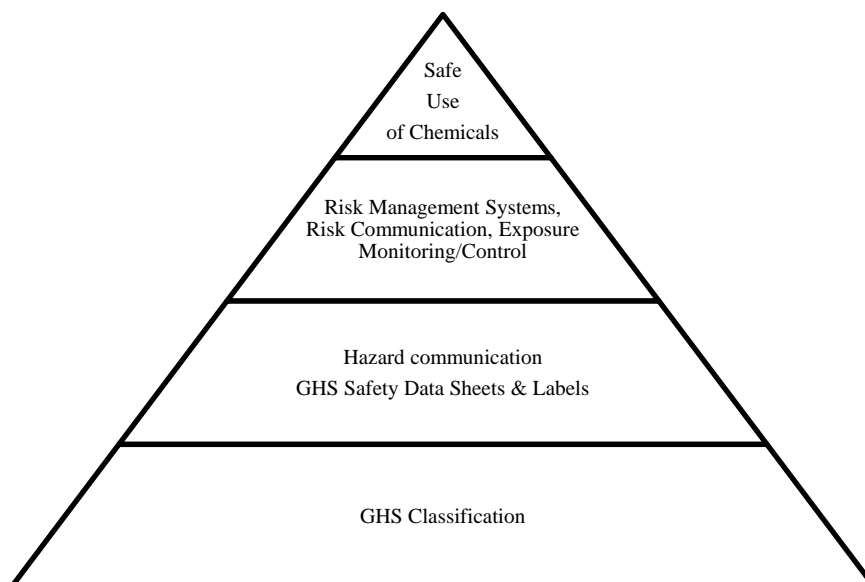 Safe
Use
of Chemicals
Risk Management Systems,
Risk Communication, Exposure
Monitoring/Control
Hazard communication
GHS Safety Data Sheets & Labels
GHS Classification